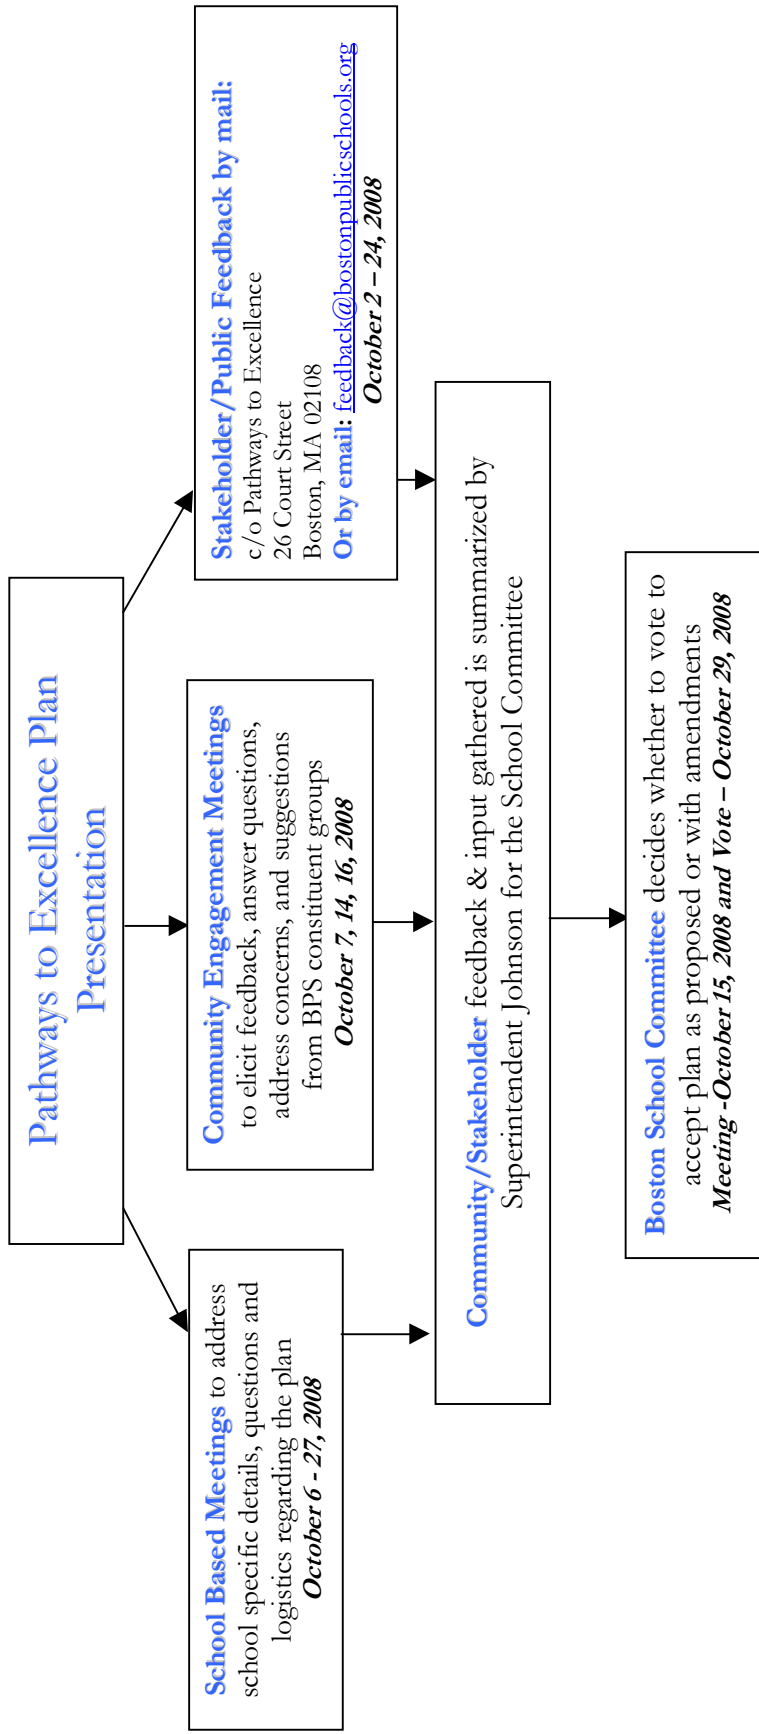 Pathways to Excellence Plan
Presentation
School Based Meetings to address
school specific details, questions and
logistics regarding the plan
October 6 - 27, 2008
Community Engagement Meetings
to elicit feedback, answer questions,
address concerns, and suggestions
from BPS constituent groups
October 7, 14, 16, 2008
Stakeholder/Public Feedback by mail:
c/o Pathways to Excellence
26 Court Street
Boston, MA 02108
Or by email: feedback@bostonpublicschools.org
October 2 – 24, 2008
Community/Stakeholder feedback & input gathered is summarized by
Superintendent Johnson for the School Committee
Boston School Committee decides whether to vote to
accept plan as proposed or with amendments
Meeting -October 15, 2008 and Vote – October 29, 2008